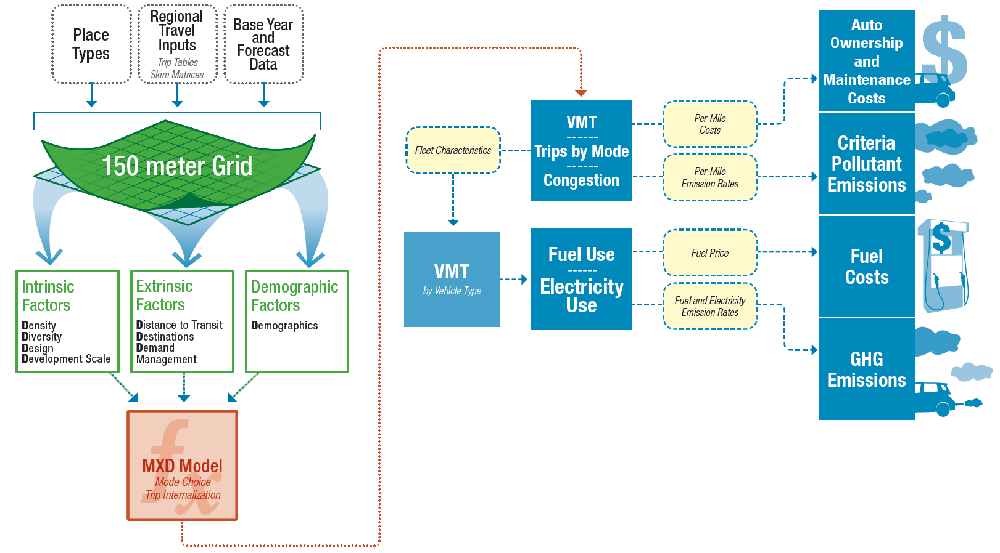 Place
Types
Regional
Travel
Inputs
Trip Tables
Skim Matrices
Base Year
and
Forecast
Data
150 meter Grid
Intrinsic
Factors
Density
Diversity
Design
Development Scale
Extrinsic
Factors
Distance to Transit
Destinations
Demand
Management
Demographic
Factors
Demographics
fx
MXD Model
Mode Choice
Trip Internalization
Fleet Characteristics
VMT
Trips by Mode
Congestion
VMT
by Vehicle Type
Fuel Use
Electricity
Use
Per-Mile
Costs
Per-Mile
Emission Rates
Fuel Price
Fuel and Electricity
Emission Rates
Auto
Ownership
and
Maintenance
Costs
$
Criteria
Pollutant
Emissions
Fuel
Costs
$
GHG
Emissions